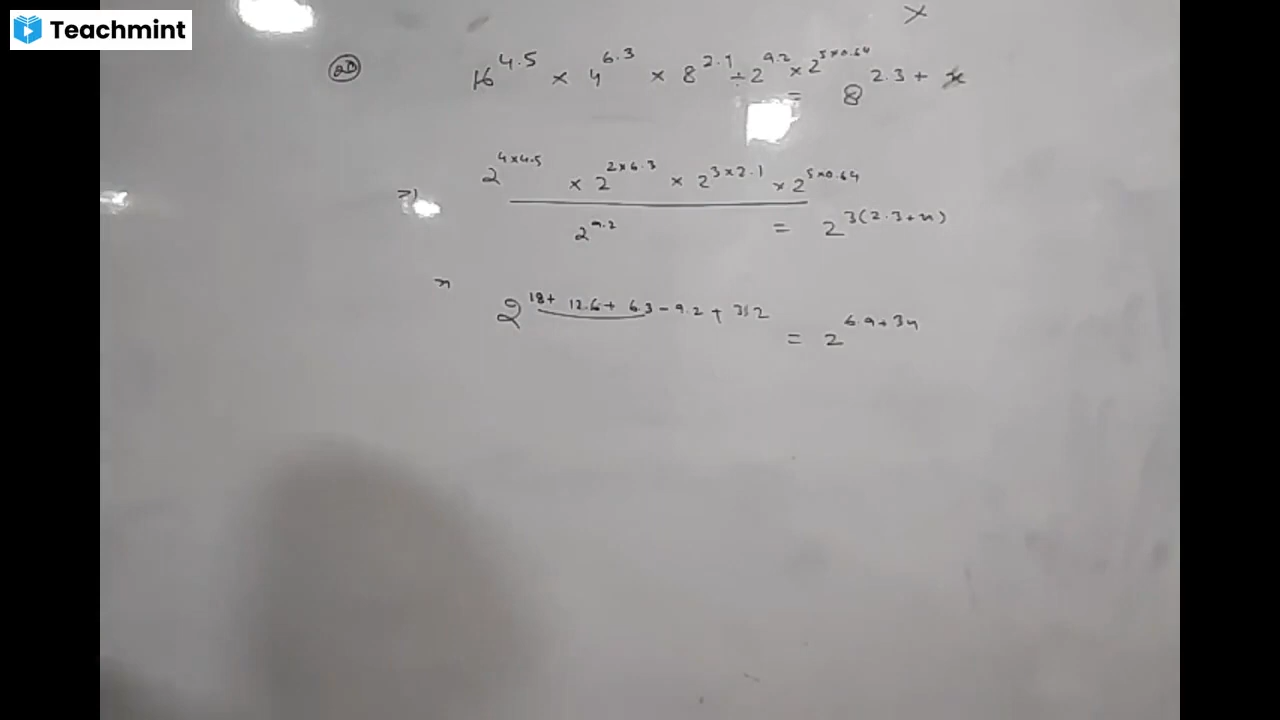 Teachmint
×
20
16^4.5 × 4^6.3 × 8^2.1 ÷ 2^9.2 × 2^5×0.64 = 8^2.3 + x
⇒ 2^4×4.5 × 2^2×6.3 × 2^3×2.1 × 2^5×0.64
2^9.2 = 2^3(2.3+x)
2^18 + 12.6 + 6.3 − 9.2 + 3.2 = 2^6.9+3x